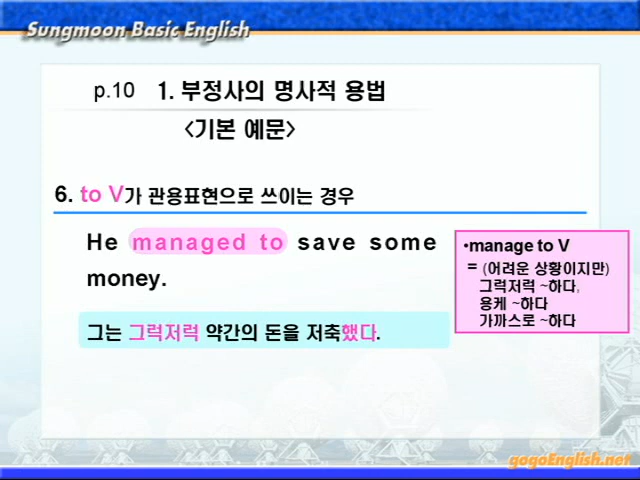 Sungmoon Basic English
p.10 1. 부정사의 명사적 용법
<기본 예문>
6. to V가 관용표현으로 쓰이는 경우
He managed to save some
money.
•manage to V
= (어려운 상황이지만)
그럭저럭 ~하다,
용케 ~하다
가까스로 ~하다
그는 그럭저럭 약간의 돈을 저축했다.
gogoEnglish.net